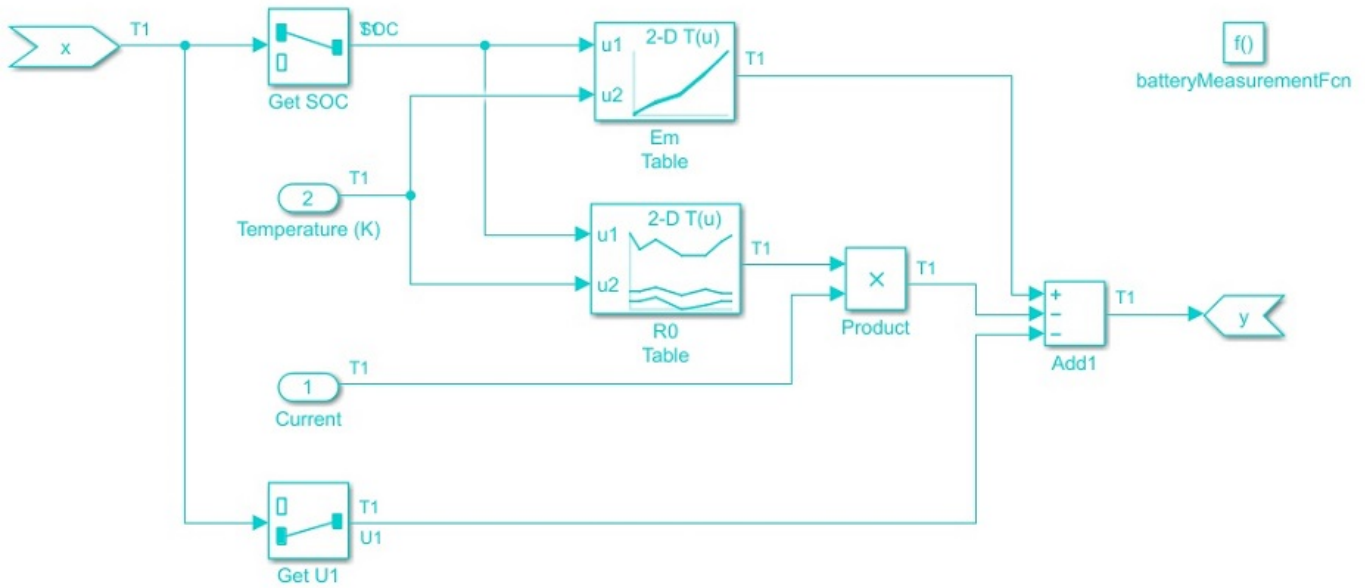 x
T1
T1
SOC
Get SOC
u1
u2
2-D T(u)
Em
Table
T1
f()
batteryMeasurementFcn
2
T1
Temperature (K)
u1
u2
2-D T(u)
R0
Table
T1
×
Product
T1
+
−
−
Add1
T1
y
1
T1
Current
T1
U1
Get U1